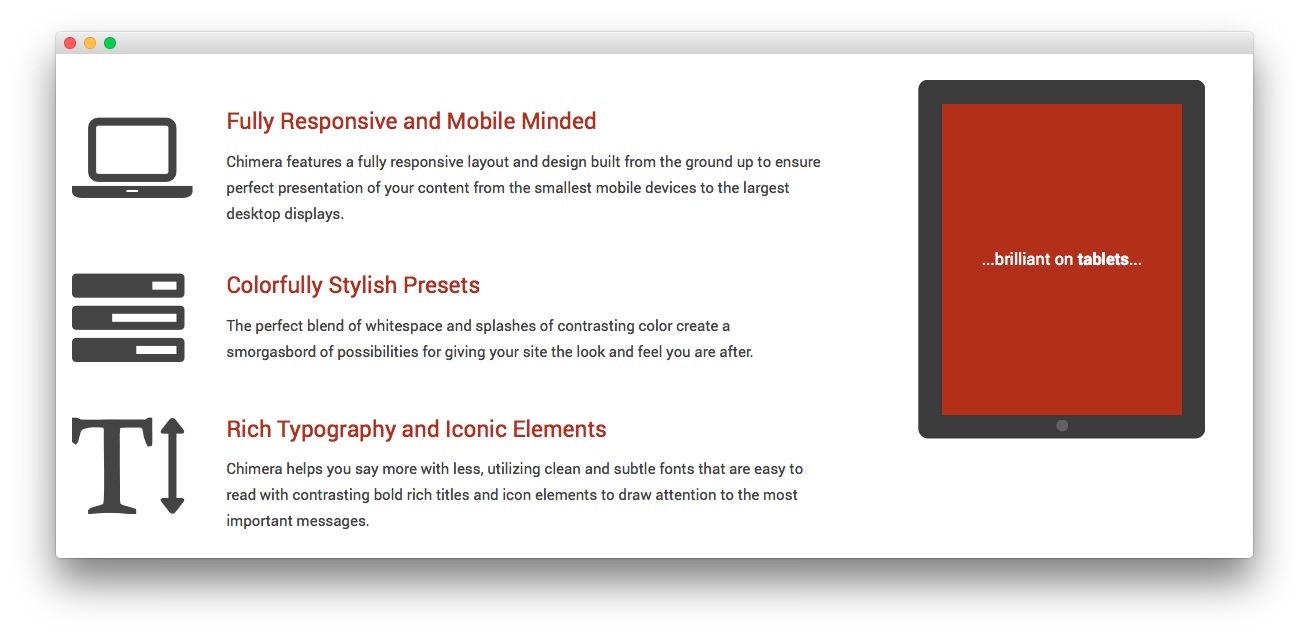 Fully Responsive and Mobile Minded
Chimera features a fully responsive layout and design built from the ground up to ensure
perfect presentation of your content from the smallest mobile devices to the largest
desktop displays.
Colorfully Stylish Presets
The perfect blend of whitespace and splashes of contrasting color create a
smorgasbord of possibilities for giving your site the look and feel you are after.
Rich Typography and Iconic Elements
Chimera helps you say more with less, utilizing clean and subtle fonts that are easy to
read with contrasting bold rich titles and icon elements to draw attention to the most
important messages.
...brilliant on tablets...